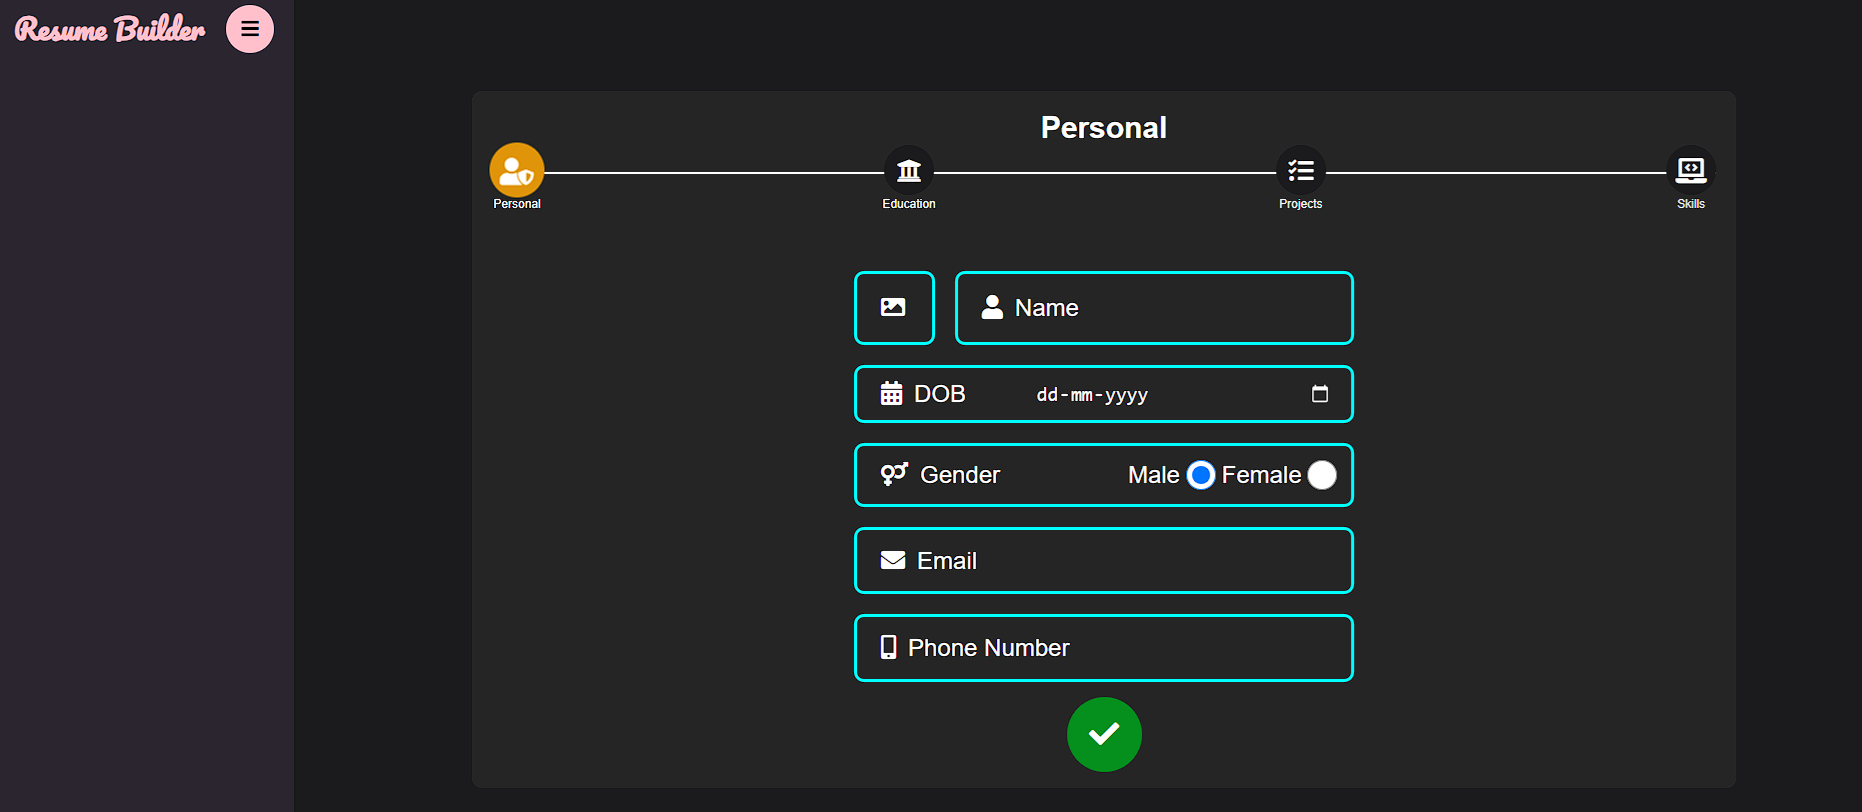 Resume Builder
Personal
Personal
Education
Projects
Skills
Name
DOB dd-mm-yyyy
Gender Male Female
Email
Phone Number